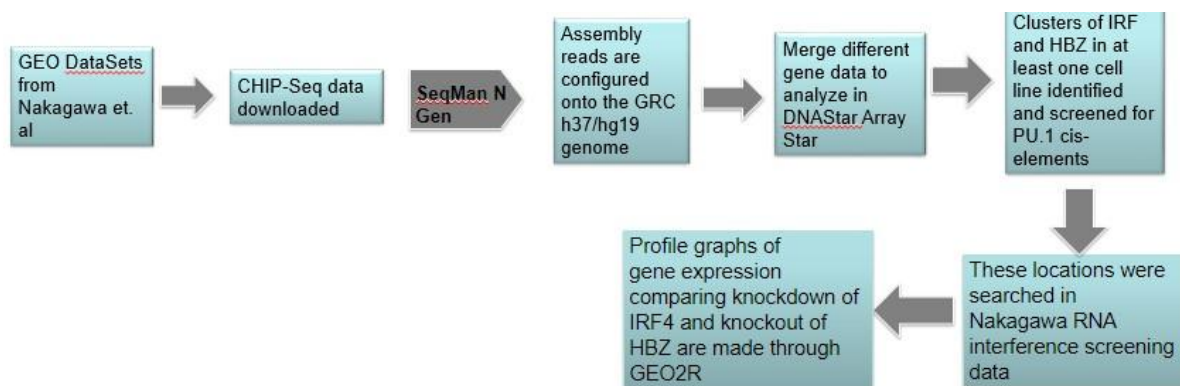 GEO DataSets
from
Nakagawa et.
al
CHIP-Seq data
downloaded
SeqMan N
Gen
Assembly
reads are
configured
onto the GRC
h37/hg19
genome
Merge different
gene data to
analyze in
DNAStar Array
Star
Clusters of IRF
and HBZ in at
least one cell
line identified
and screened for
PU.1 cis-
elements
These locations were
searched in
Nakagawa RNA
interference screening
data
Profile graphs of
gene expression
comparing knockdown of
IRF4 and knockout of
HBZ are made through
GEO2R